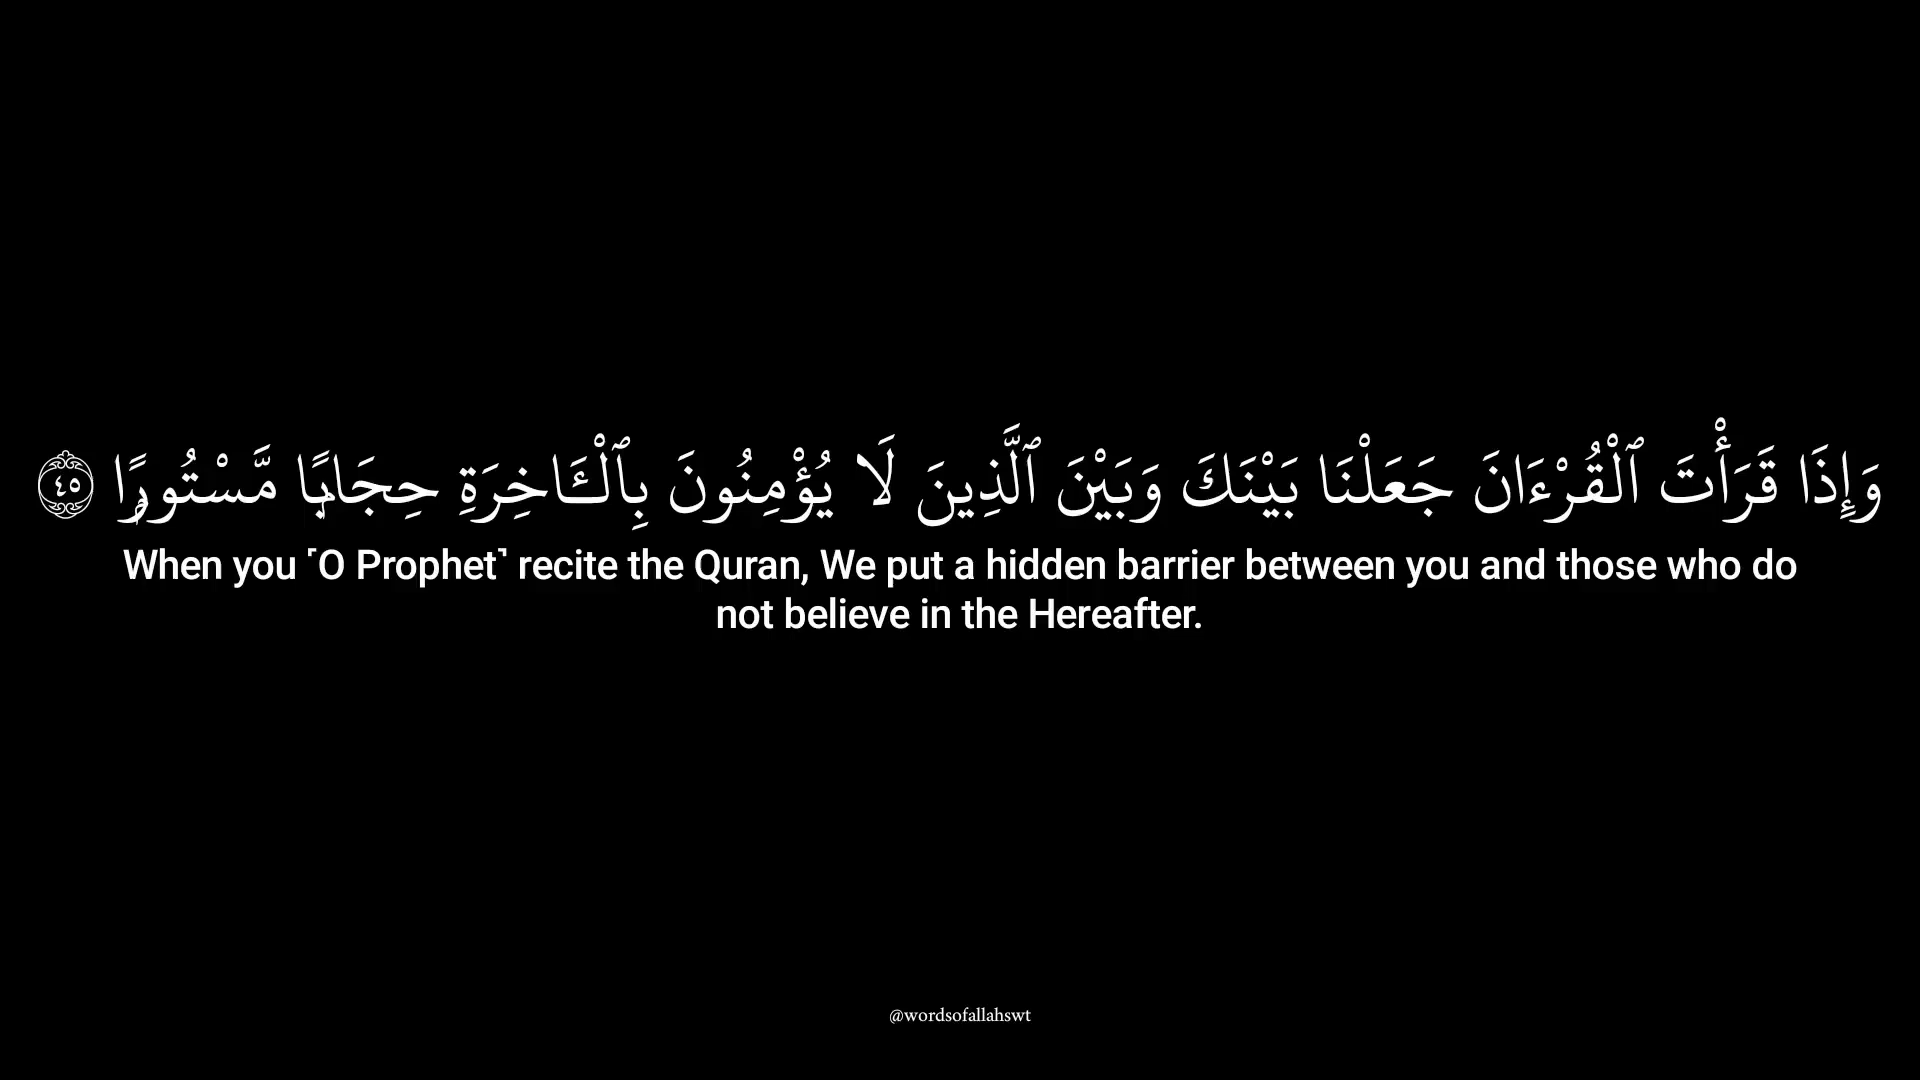 وَإِذَا قَرَأْتَ ٱلْقُرْءَانَ جَعَلْنَا بَيْنَكَ وَبَيْنَ ٱلَّذِينَ لَا يُؤْمِنُونَ بِٱلْـَٔاخِرَةِ حِجَابًۭا مَّسْتُورًۭا ٤٥
When you ˹O Prophet˺ recite the Quran, We put a hidden barrier between you and those who do
not believe in the Hereafter.
@wordsofallahswt